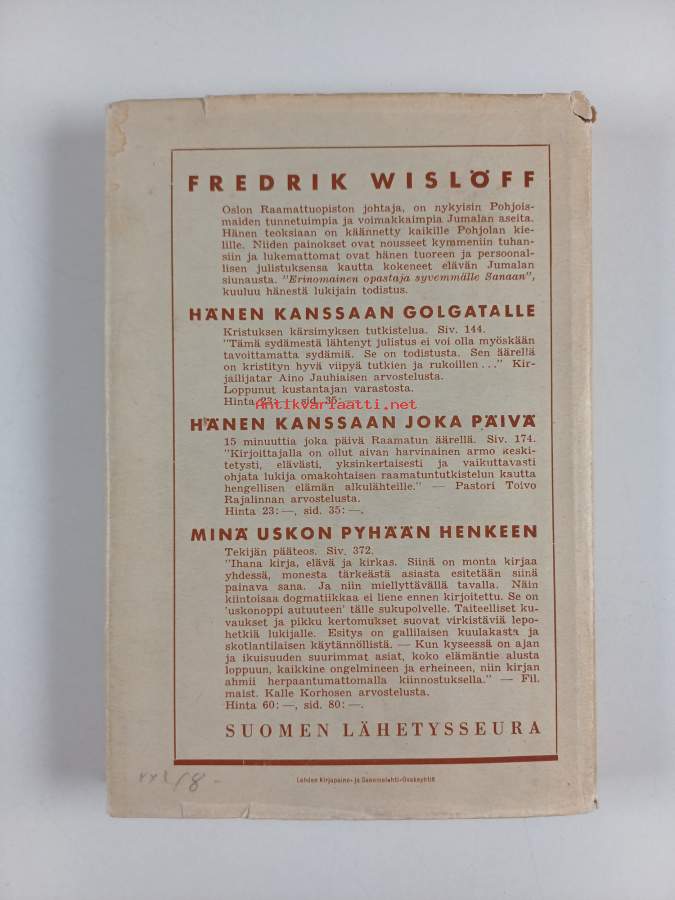 FREDRIK WISLÖFF
Oslon Raamattuopiston johtaja, on nykyisin Pohjois-
maiden tunnetuimpia ja voimakkaimpia Jumalan aseita.
Hänen teoksiaan on käännetty kaikille Pohjolan kie-
lille. Niiden painokset ovat nousseet kymmeniin tuhan-
siin ja lukemattomat ovat hänen tuoreen ja persoonal-
lisen julistuksensa kautta kokeneet elävän Jumalan
siunausta. "Erinomainen opastaja syvemmälle Sanaan",
kuuluu hänestä lukijain todistus.
HÄNEN KANSSAAN GOLGATALLE
Kristuksen kärsimyksen tutkistelua. Siv. 144.
"Tämä sydämestä lähtenyt julistus ei voi olla myöskään
tavoittamatta sydämiä. Se on todistusta. Sen äärellä
on kristityn hyvä viipyä tutkien ja rukoillen..." Kir-
jailijatar Aino Jauhiaisen arvostelusta.
Loppunut kustantajan varastosta.
Hinta 23:—, sid. 35:—.
Antikvariaatti.net
HÄNEN KANSSAAN JOKA PÄIVÄ
15 minuuttia joka päivä Raamatun äärellä. Siv. 174.
"Kirjoittajalla on ollut aivan harvinainen armo keski-
tetysti, elävästi, yksinkertaisesti ja vaikuttavasti
ohjata lukija omakohtaisen raamatuntutkistelun kautta
hengellisen elämän alkulähteille." — Pastori Toivo
Rajalinnan arvostelusta.
Hinta 23:—, sid. 35:—.
MINÄ USKON PYHÄÄN HENKEEN
Tekijän pääteos. Siv. 372.
"Ihana kirja, elävä ja kirkas. Siinä on monta kirjaa
yhdessä, monesta tärkeästä asiasta esitetään siinä
painava sana. Ja niin miellyttävällä tavalla. Näin
kiintoisaa dogmatiikkaa ei liene ennen kirjoitettu. Se on
'uskonoppi autuuteen' tälle sukupolvelle. Taiteelliset ku-
vaukset ja pikku kertomukset suovat virkistäviä lepo-
hetkiä lukijalle. Esitys on gallilaisen kuulakasta ja
skotlantilaisen käytännöllistä. — Kun kyseessä on ajan
ja ikuisuuden suurimmat asiat, koko elämäntie alusta
loppuun, kaikkine ongelmineen ja erheineen, niin kirjan
ahmii herpaantumattomalla kiinnostuksella." — Fil.
maist. Kalle Korhosen arvostelusta.
Hinta 60:—, sid. 80:—.
SUOMEN LÄHETYSSEURA
Lahden Kirjapaino- ja Sanomalehti-Osakeyhtiö